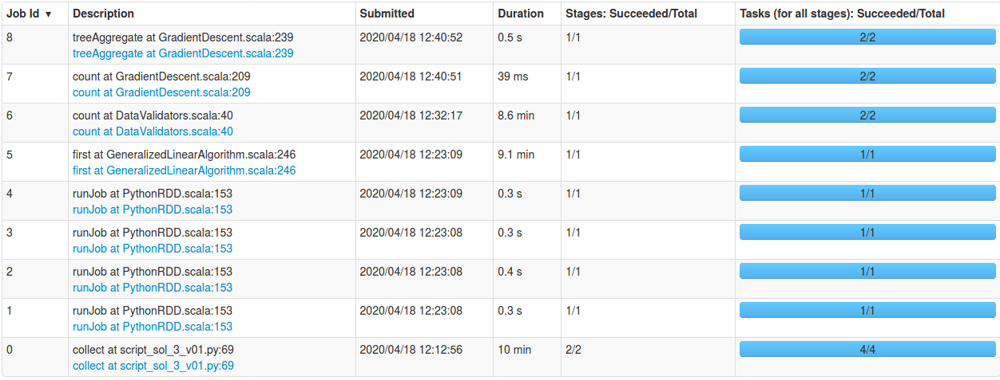 Job Id ▼ Description Submitted Duration Stages: Succeeded/Total Tasks (for all stages): Succeeded/Total
8 treeAggregate at GradientDescent.scala:239 2020/04/18 12:40:52 0.5 s 1/1 2/2
treeAggregate at GradientDescent.scala:239
7 count at GradientDescent.scala:209 2020/04/18 12:40:51 39 ms 1/1 2/2
count at GradientDescent.scala:209
6 count at DataValidators.scala:40 2020/04/18 12:32:17 8.6 min 1/1 2/2
count at DataValidators.scala:40
5 first at GeneralizedLinearAlgorithm.scala:246 2020/04/18 12:23:09 9.1 min 1/1 1/1
first at GeneralizedLinearAlgorithm.scala:246
4 runJob at PythonRDD.scala:153 2020/04/18 12:23:09 0.3 s 1/1 1/1
runJob at PythonRDD.scala:153
3 runJob at PythonRDD.scala:153 2020/04/18 12:23:08 0.3 s 1/1 1/1
runJob at PythonRDD.scala:153
2 runJob at PythonRDD.scala:153 2020/04/18 12:23:08 0.4 s 1/1 1/1
runJob at PythonRDD.scala:153
1 runJob at PythonRDD.scala:153 2020/04/18 12:23:08 0.3 s 1/1 1/1
runJob at PythonRDD.scala:153
0 collect at script_sol_3_v01.py:69 2020/04/18 12:12:56 10 min 2/2 4/4
collect at script_sol_3_v01.py:69